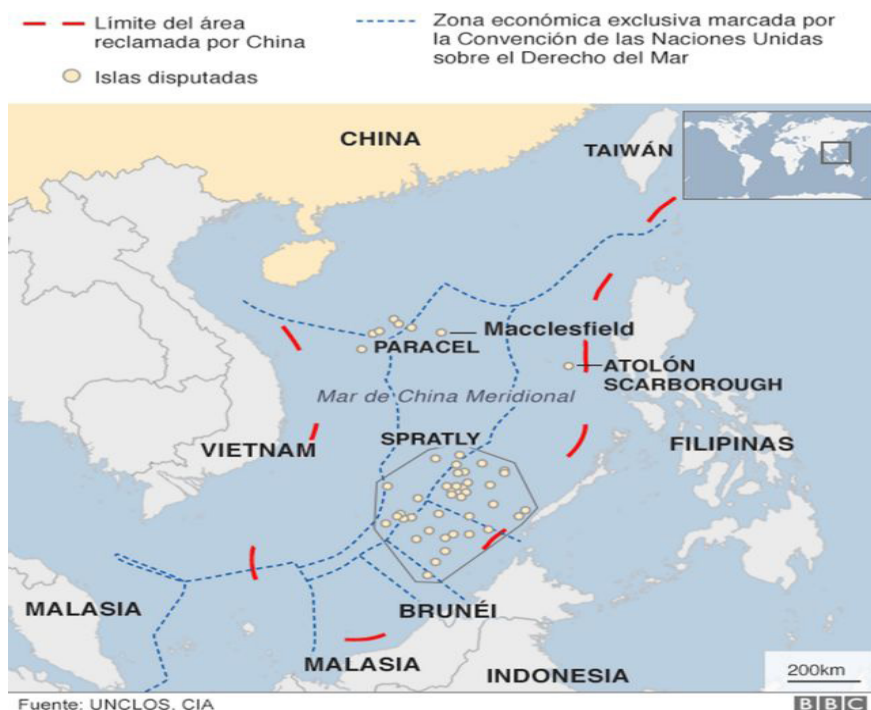 Límite del área
reclamada por China
Islas disputadas
Zona económica exclusiva marcada por
la Convención de las Naciones Unidas
sobre el Derecho del Mar
CHINA
TAIWÁN
Macclesfield
PARACEL
ATOLÓN
SCARBOROUGH
Mar de China Meridional
SPRATLY
VIETNAM
FILIPINAS
MALASIA
BRUNÉI
MALASIA
INDONESIA
200km
Fuente: UNCLOS, CIA
BBC